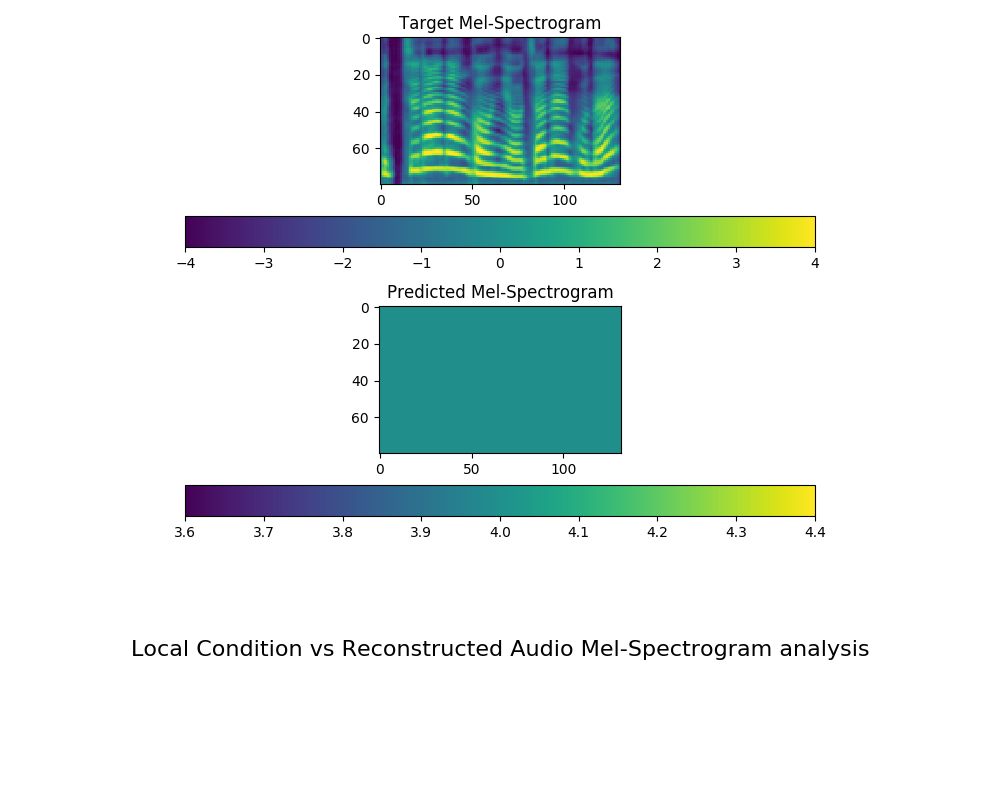 Target Mel-Spectrogram
0
20
40
60
0 50 100
−4 −3 −2 −1 0 1 2 3 4
Predicted Mel-Spectrogram
0
20
40
60
0 50 100
3.6 3.7 3.8 3.9 4.0 4.1 4.2 4.3 4.4
Local Condition vs Reconstructed Audio Mel-Spectrogram analysis